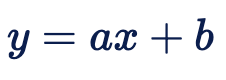 y = ax + b